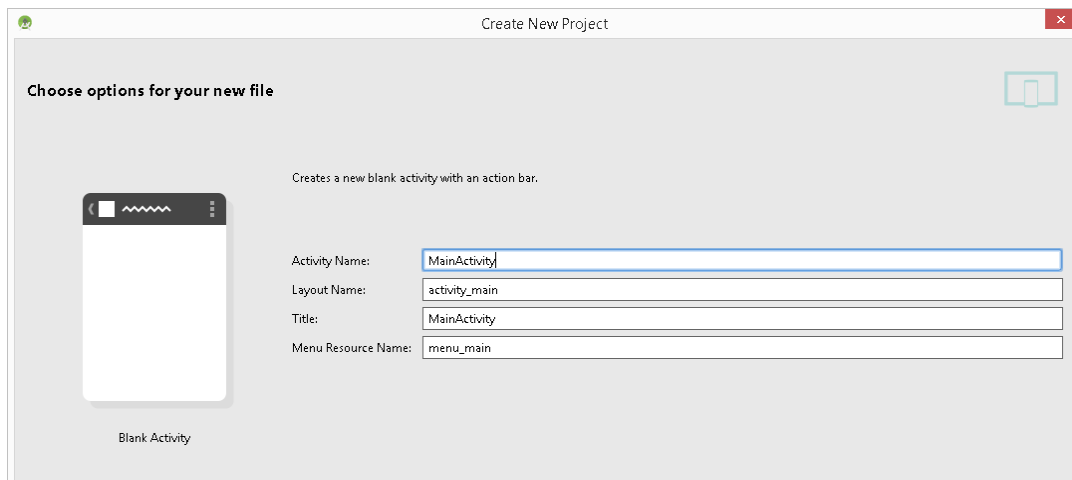 Create New Project
Choose options for your new file
Creates a new blank activity with an action bar.
Activity Name: MainActivity
Layout Name: activity_main
Title: MainActivity
Menu Resource Name: menu_main
Blank Activity